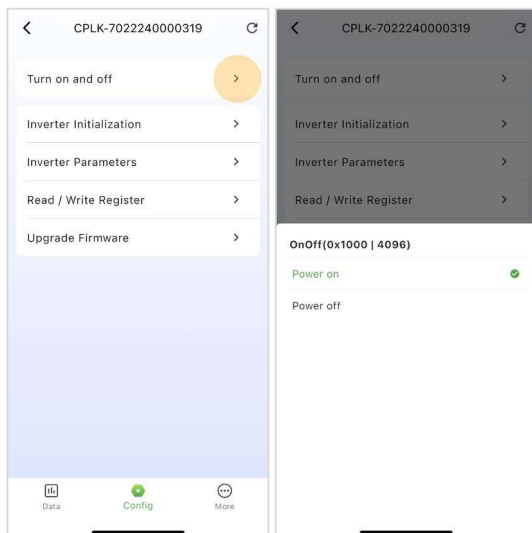 CPLK-7022240000319
Turn on and off
Inverter Initialization
Inverter Parameters
Read / Write Register
Upgrade Firmware
Data
Config
More
CPLK-7022240000319
Turn on and off
Inverter Initialization
Inverter Parameters
Read / Write Register
OnOff(0x1000 | 4096)
Power on
Power off